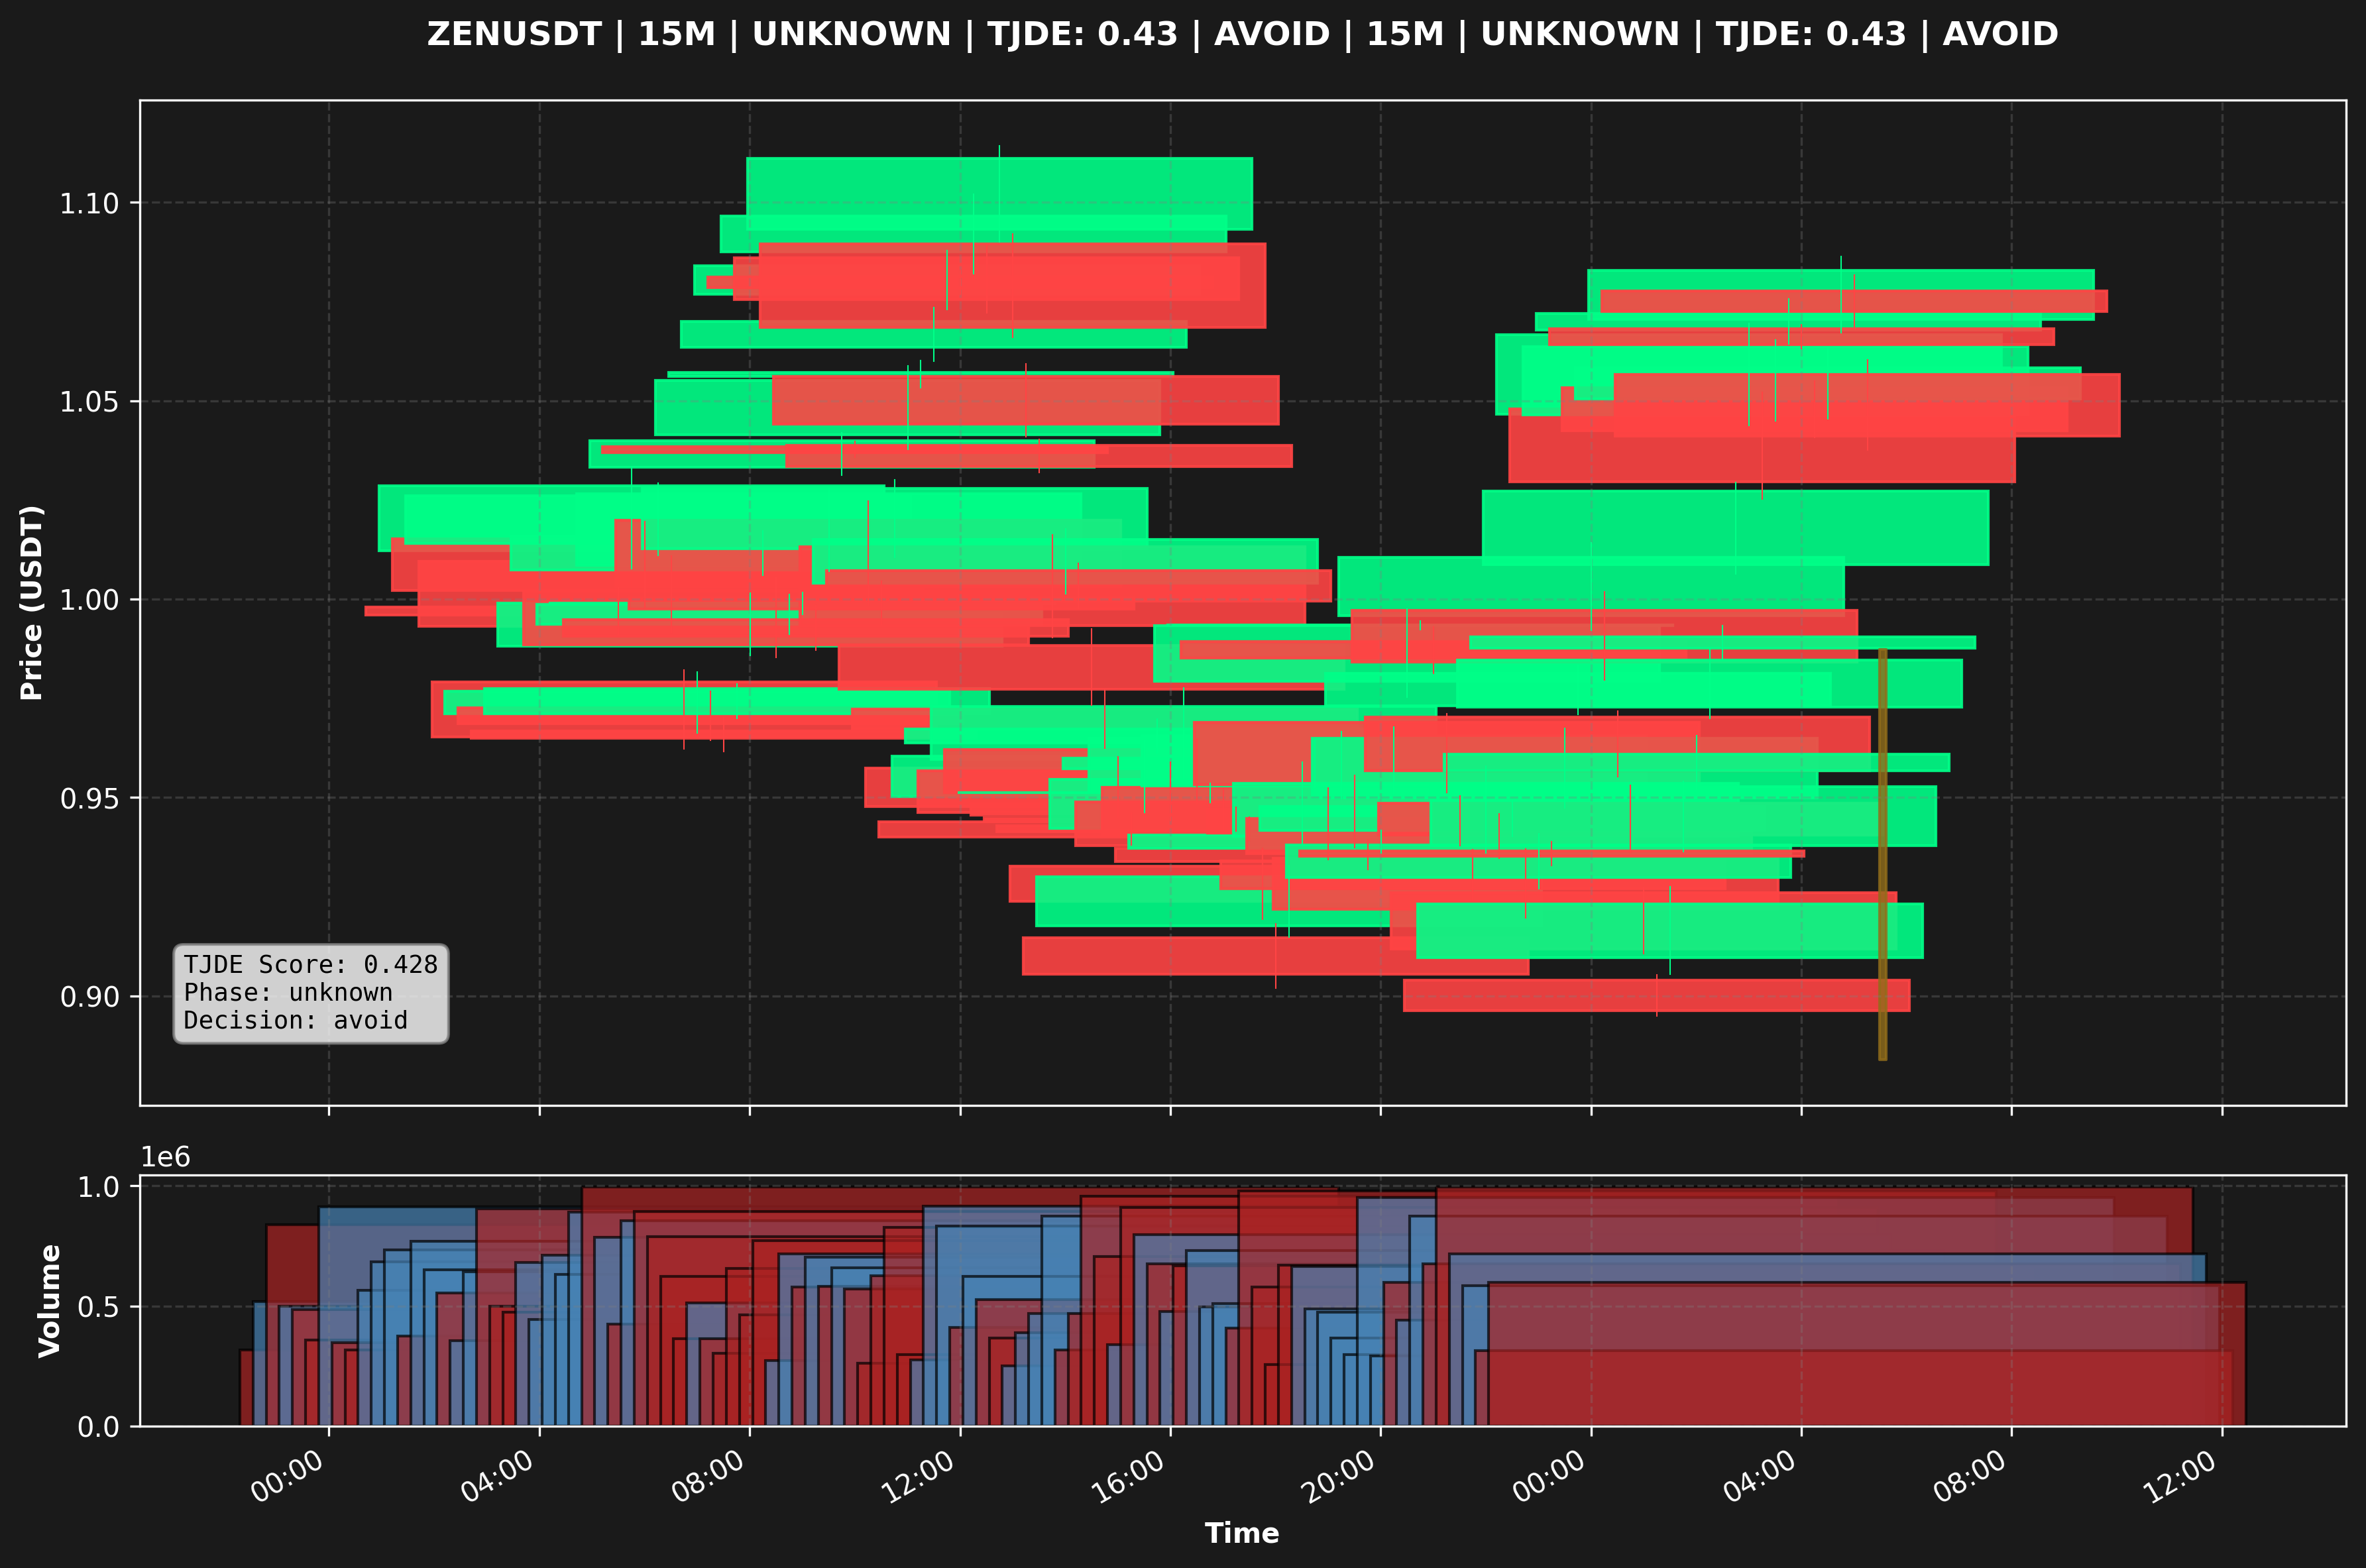 ZENUSDT | 15M | UNKNOWN | TJDE: 0.43 | AVOID | 15M | UNKNOWN | TJDE: 0.43 | AVOID
Price (USDT)
1.10
1.05
1.00
0.95
0.90
TJDE Score: 0.428
Phase: unknown
Decision: avoid
1e6
Volume
1.0
0.5
0.0
00:00
04:00
08:00
12:00
16:00
20:00
00:00
04:00
08:00
12:00
Time